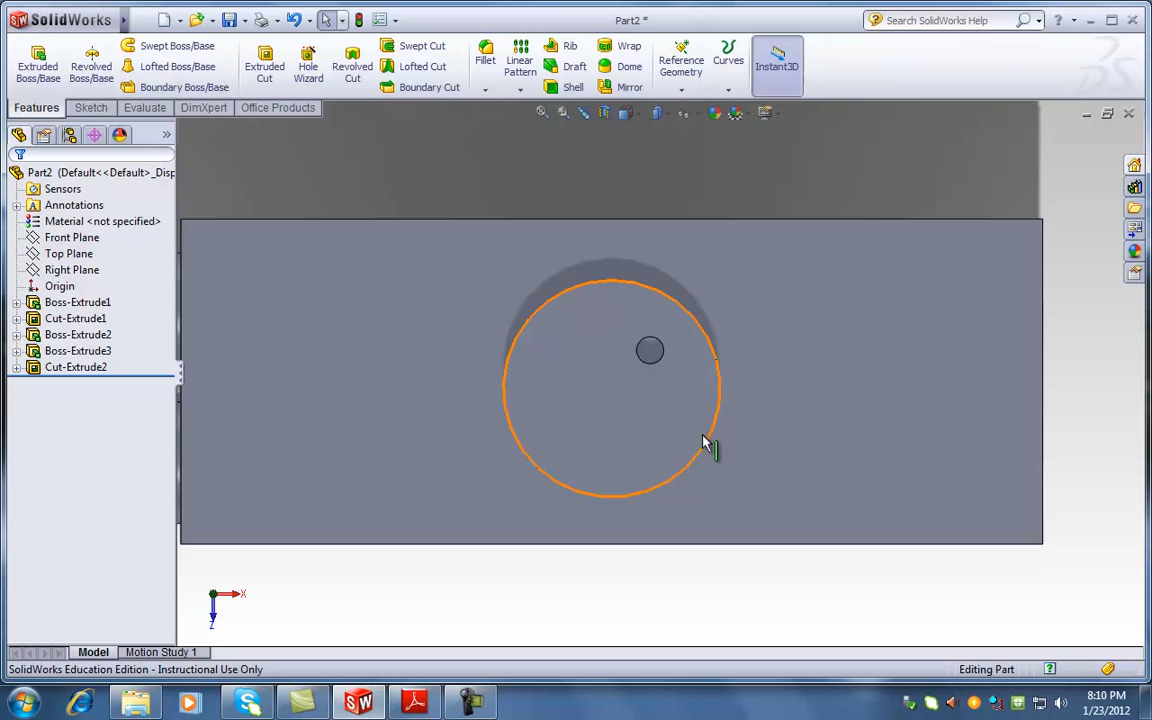 SolidWorks
Part2 *
Search SolidWorks Help
Extruded Boss/Base
Revolved Boss/Base
Swept Boss/Base
Lofted Boss/Base
Boundary Boss/Base
Extruded Cut
Hole Wizard
Revolved Cut
Swept Cut
Lofted Cut
Boundary Cut
Fillet
Linear Pattern
Rib
Draft
Shell
Wrap
Dome
Mirror
Reference Geometry
Curves
Instant3D
Features
Sketch
Evaluate
DimXpert
Office Products
Part2 (Default<<Default>_Disp
Sensors
Annotations
Material <not specified>
Front Plane
Top Plane
Right Plane
Origin
Boss-Extrude1
Cut-Extrude1
Boss-Extrude2
Boss-Extrude3
Cut-Extrude2
X
Z
Model
Motion Study 1
SolidWorks Education Edition - Instructional Use Only
Editing Part
8:10 PM
1/23/2012